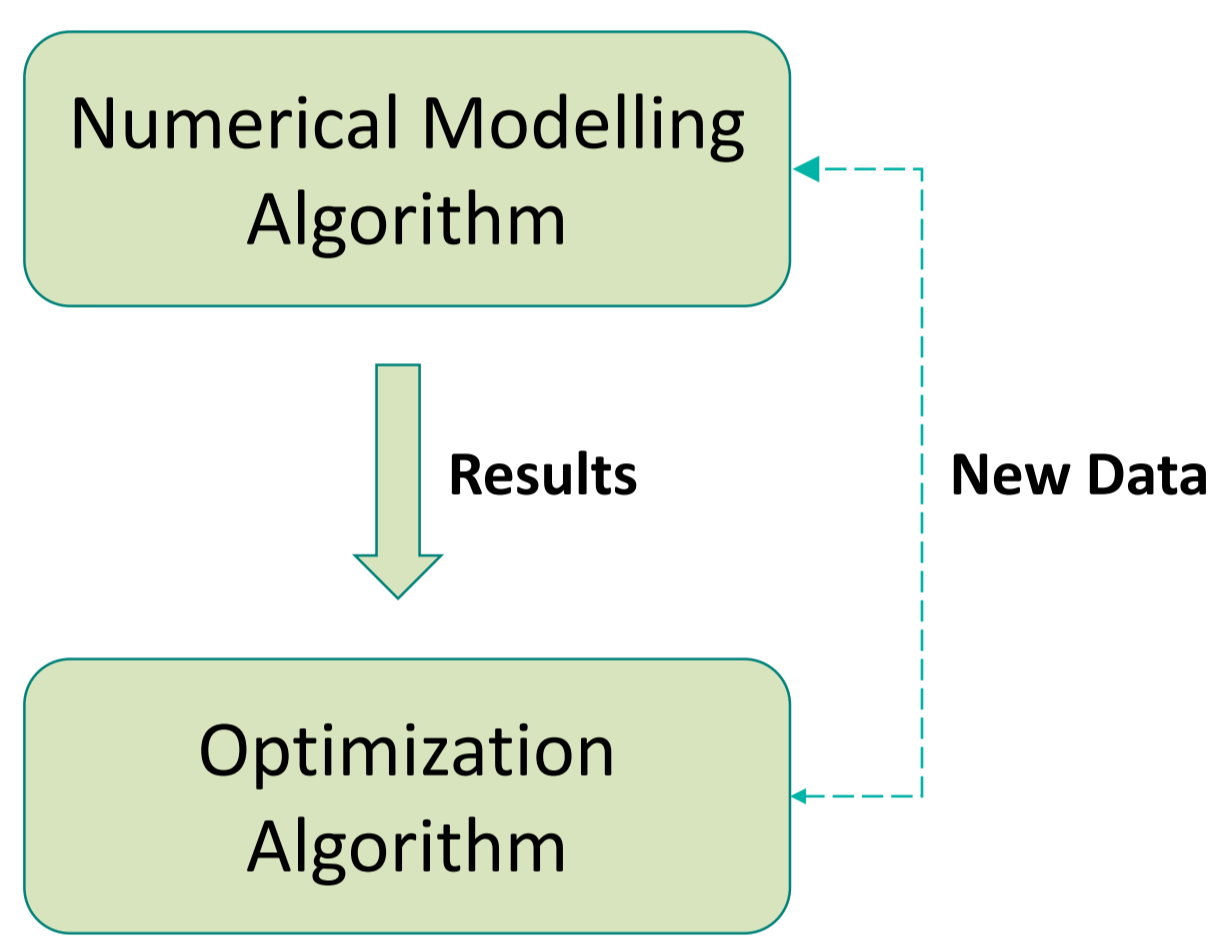 Numerical Modelling
Algorithm
Results
New Data
Optimization
Algorithm